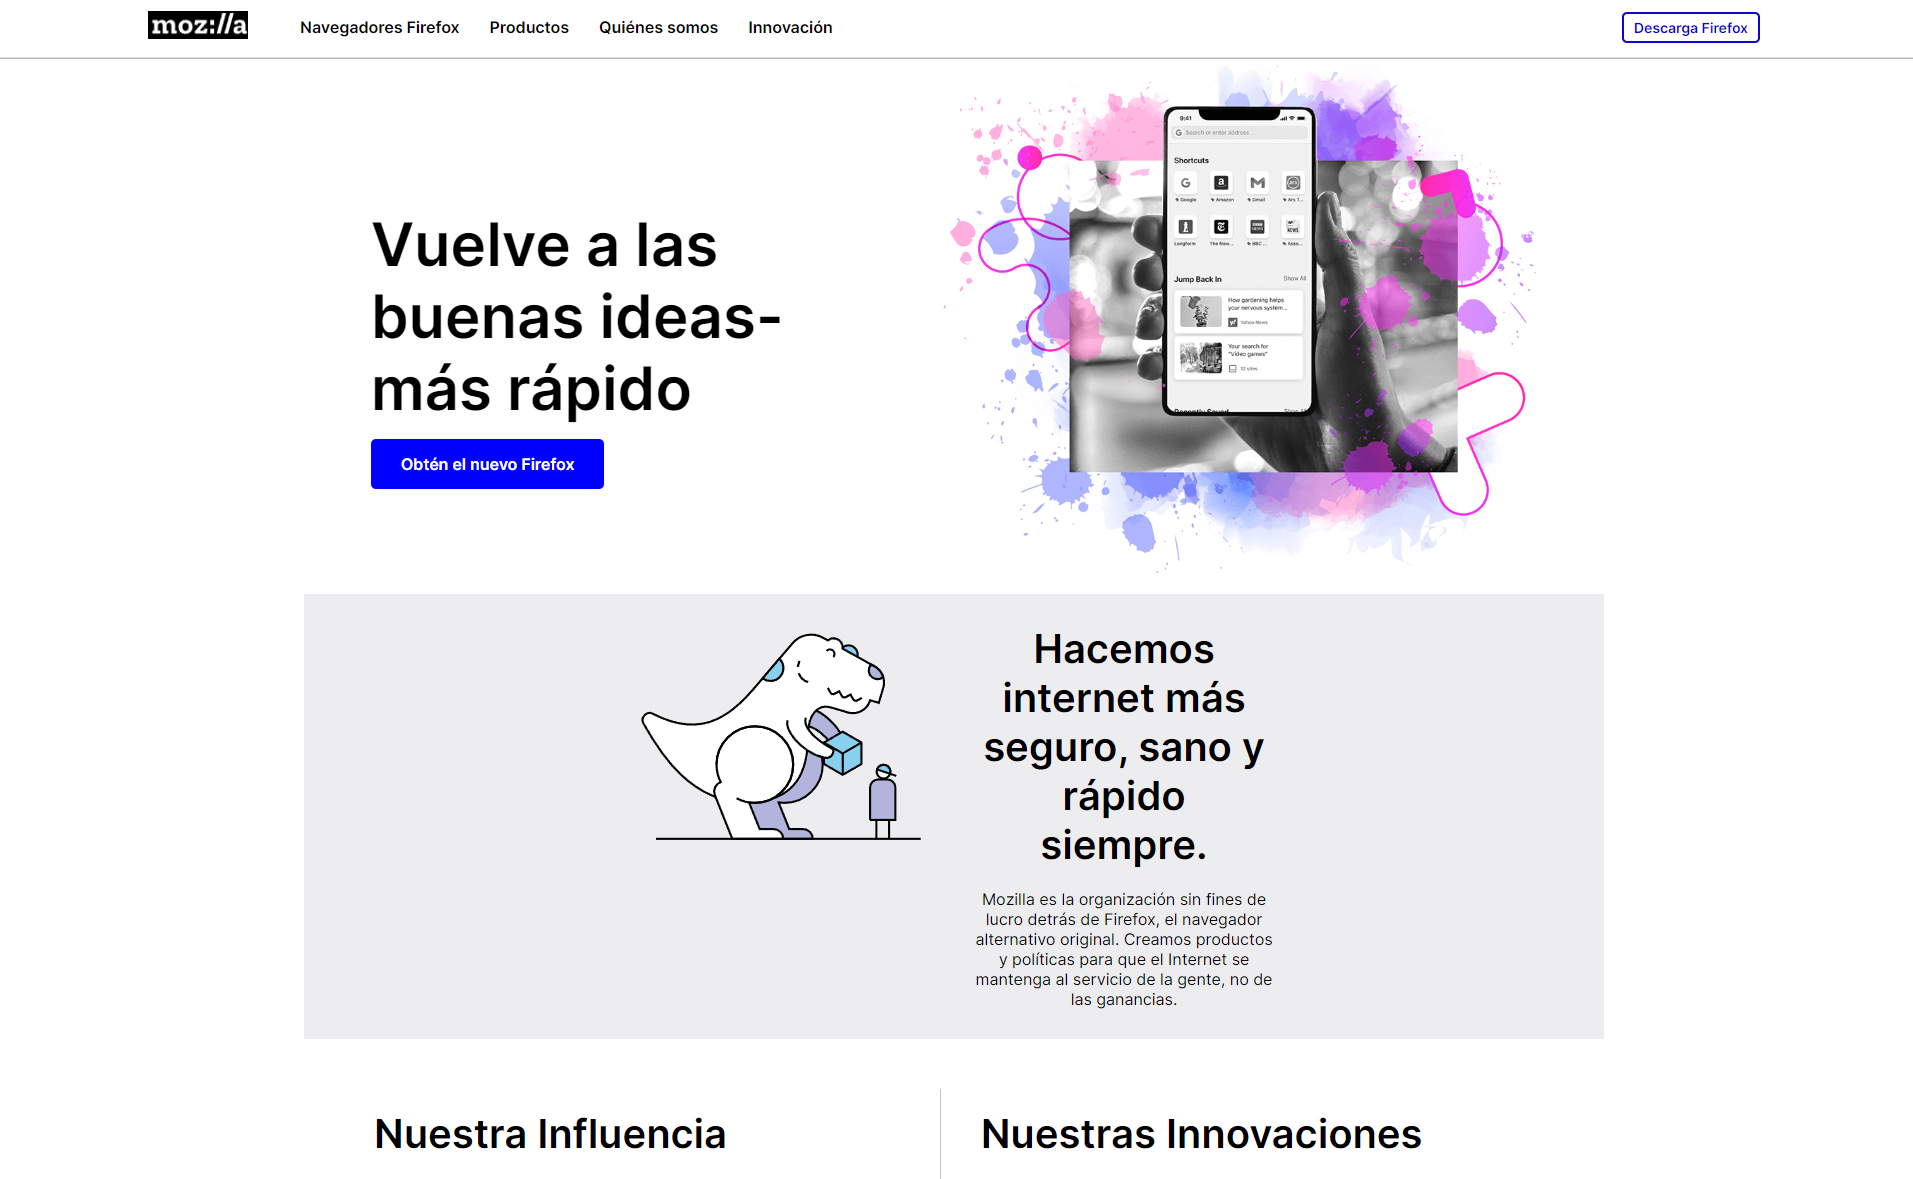 moz://a
Navegadores Firefox
Productos
Quiénes somos
Innovación
Descarga Firefox
Vuelve a las
buenas ideas-
más rápido
Obtén el nuevo Firefox
9:41
Search or enter address
Shortcuts
Google
Amazon
Gmail
Ars T...
Longform
The New...
BBC ...
Asso...
Jump Back In
Show All
How gardening helps
your nervous system...
Yahoo News
Your search for
"Video games"
12 sites
Recently Saved
Show All
Hacemos
internet más
seguro, sano y
rápido
siempre.
Mozilla es la organización sin fines de
lucro detrás de Firefox, el navegador
alternativo original. Creamos productos
y políticas para que el Internet se
mantenga al servicio de la gente, no de
las ganancias.
Nuestra Influencia
Nuestras Innovaciones